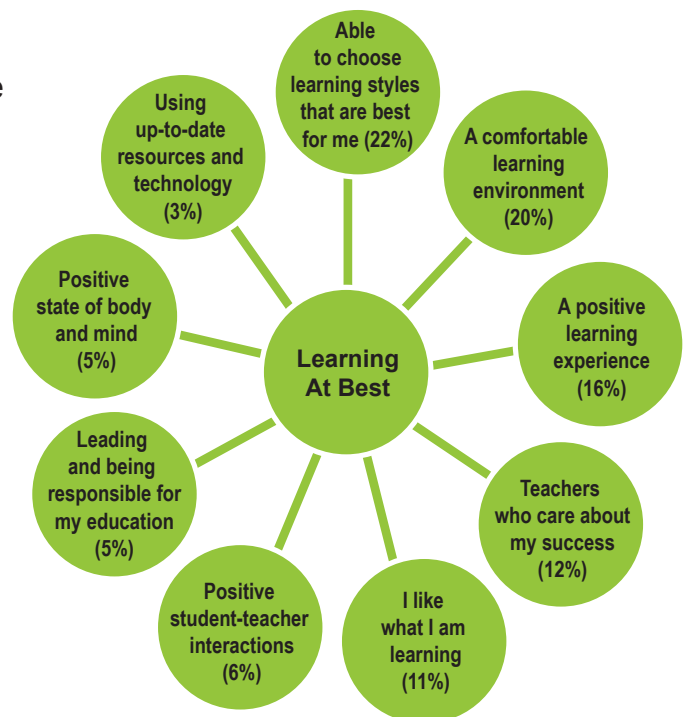 e
Able
to choose
learning styles
that are best
for me (22%)
A comfortable
learning
environment
(20%)
A positive
learning
experience
(16%)
Teachers
who care about
my success
(12%)
I like
what I am
learning
(11%)
Positive
student-teacher
interactions
(6%)
Leading
and being
responsible for
my education
(5%)
Positive
state of body
and mind
(5%)
Using
up-to-date
resources and
technology
(3%)
Learning
At Best